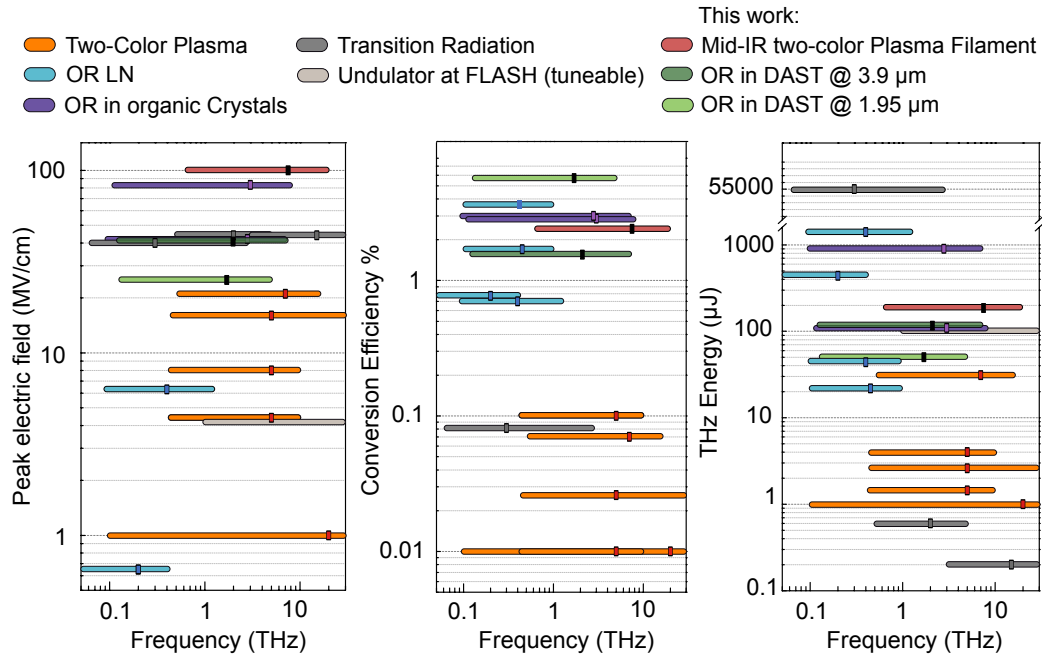 This work:
Two-Color Plasma
Transition Radiation
Mid-IR two-color Plasma Filament
OR LN
Undulator at FLASH (tuneable)
OR in DAST @ 3.9 µm
OR in organic Crystals
OR in DAST @ 1.95 µm
Peak electric field (MV/cm)
100
10
1
0.1
1
10
Frequency (THz)
Conversion Efficiency %
1
0.1
0.01
0.1
1
10
Frequency (THz)
THz Energy (µJ)
55000
1000
100
10
1
0.1
0.1
1
10
Frequency (THz)